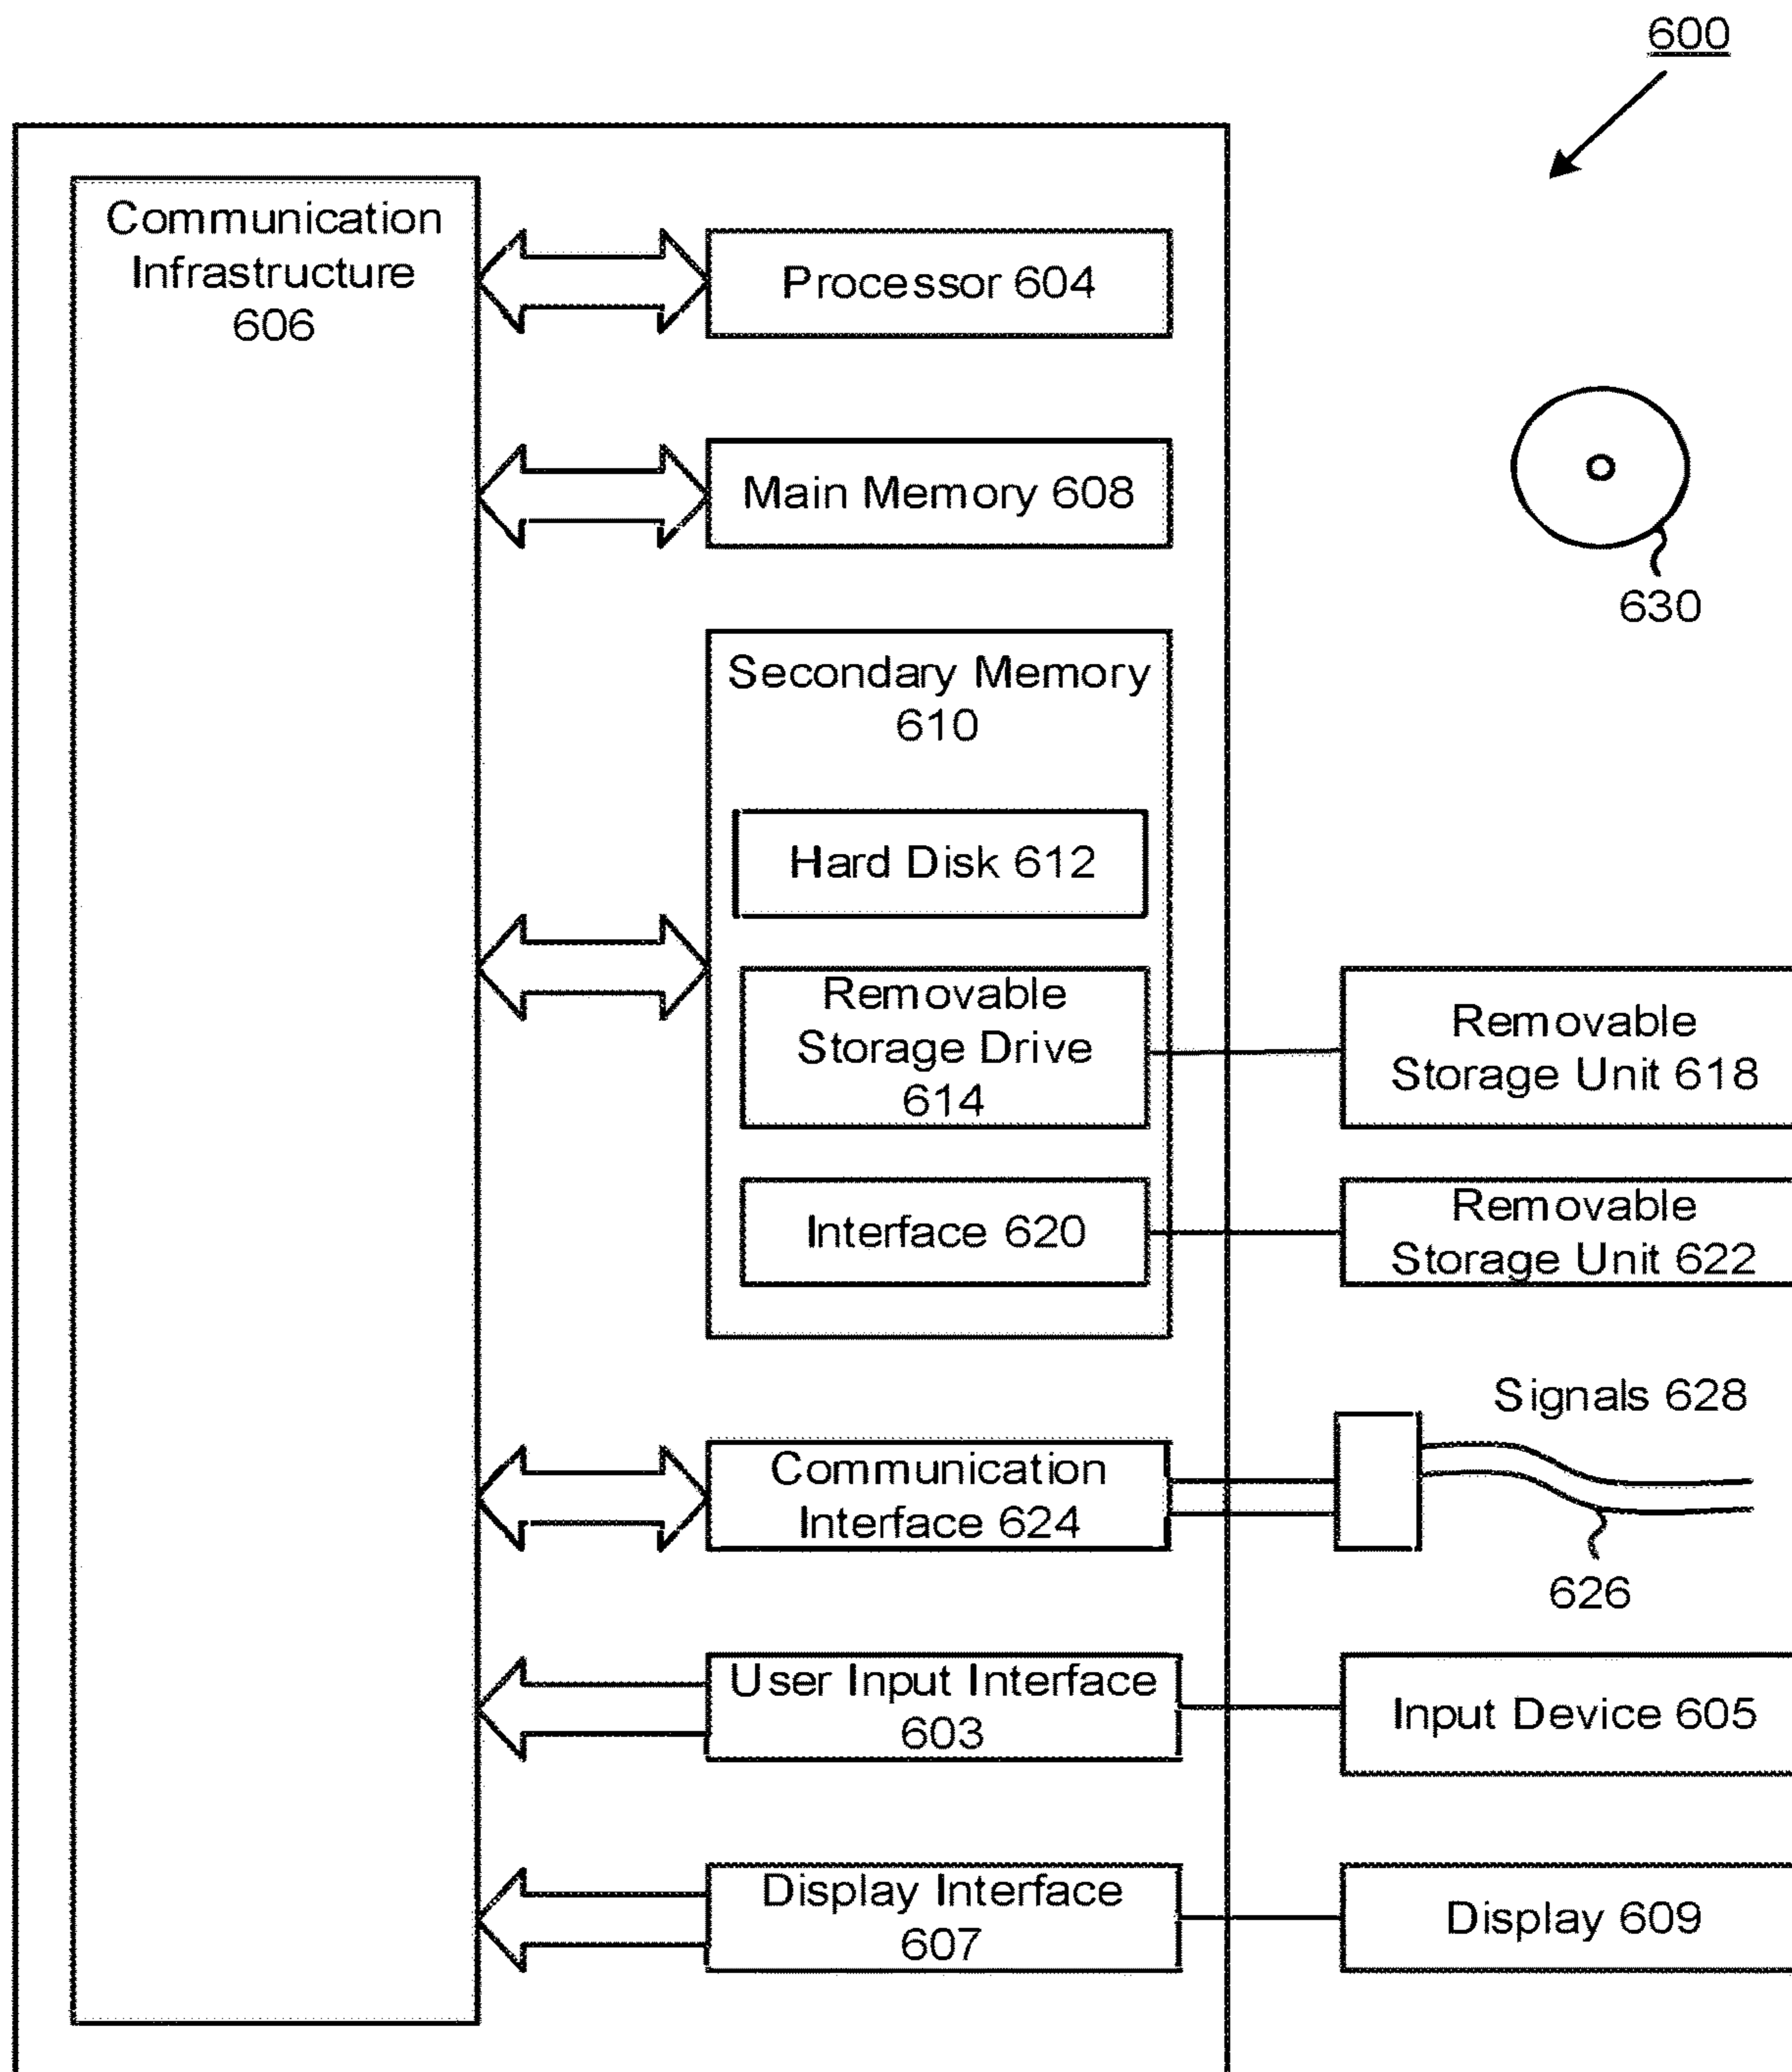 600
Communication
Infrastructure
606
Processor 604
Main Memory 608
630
Secondary Memory
610
Hard Disk 612
Removable
Storage Drive
614
Removable
Storage Unit 618
Interface 620
Removable
Storage Unit 622
Signals 628
Communication
Interface 624
626
User Input Interface
603
Input Device 605
Display Interface
607
Display 609